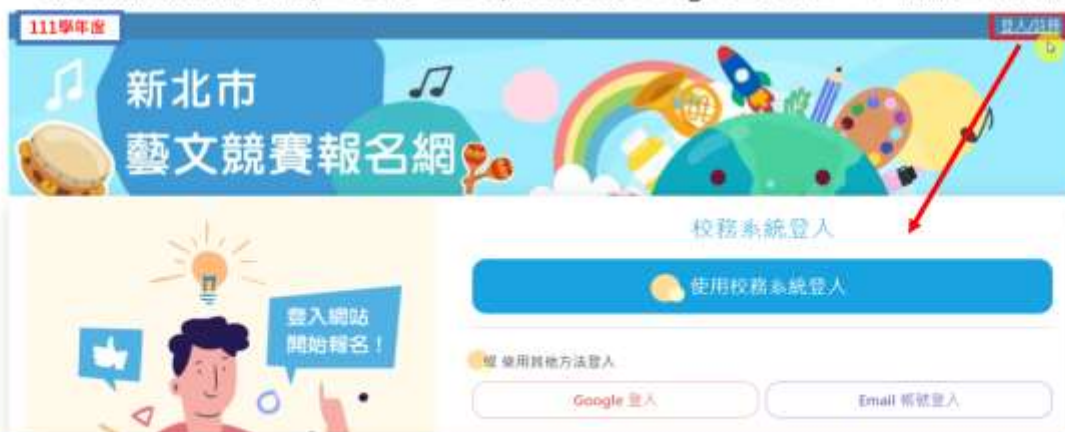 111學年度
登入/註冊
新北市
藝文競賽報名網
校務系統登入
使用校務系統登入
登入網站
開始報名！
或 使用其他方法登入
Google 登入
Email 帳號登入